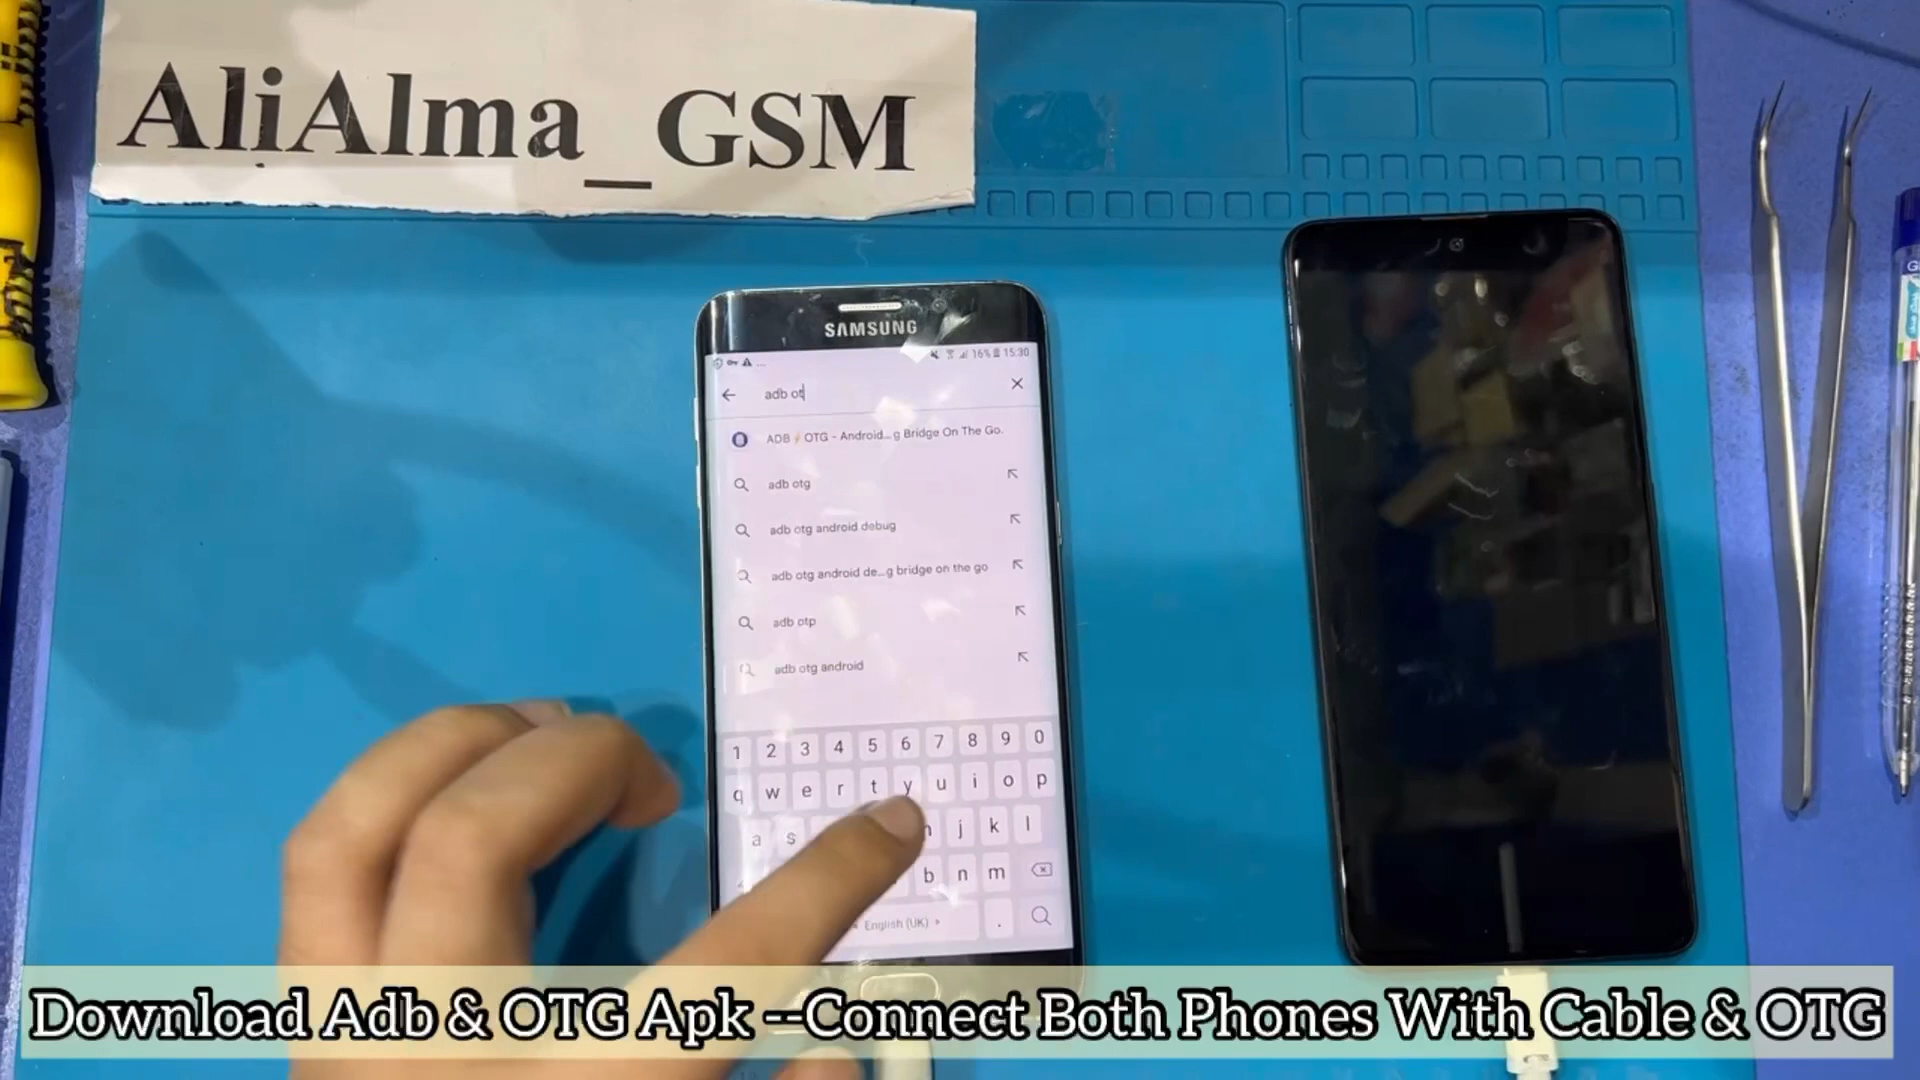 AliAlma_GSM
SAMSUNG
16% 15:30
adb ot
ADB⚡OTG - Android...g Bridge On The Go.
adb otg
adb otg android debug
adb otg android de...g bridge on the go
adb otp
adb otg android
1 2 3 4 5 6 7 8 9 0
q w e r t y u i o p
a s j k l
b n m
English (UK)
.
Download Adb & OTG Apk --Connect Both Phones With Cable & OTG